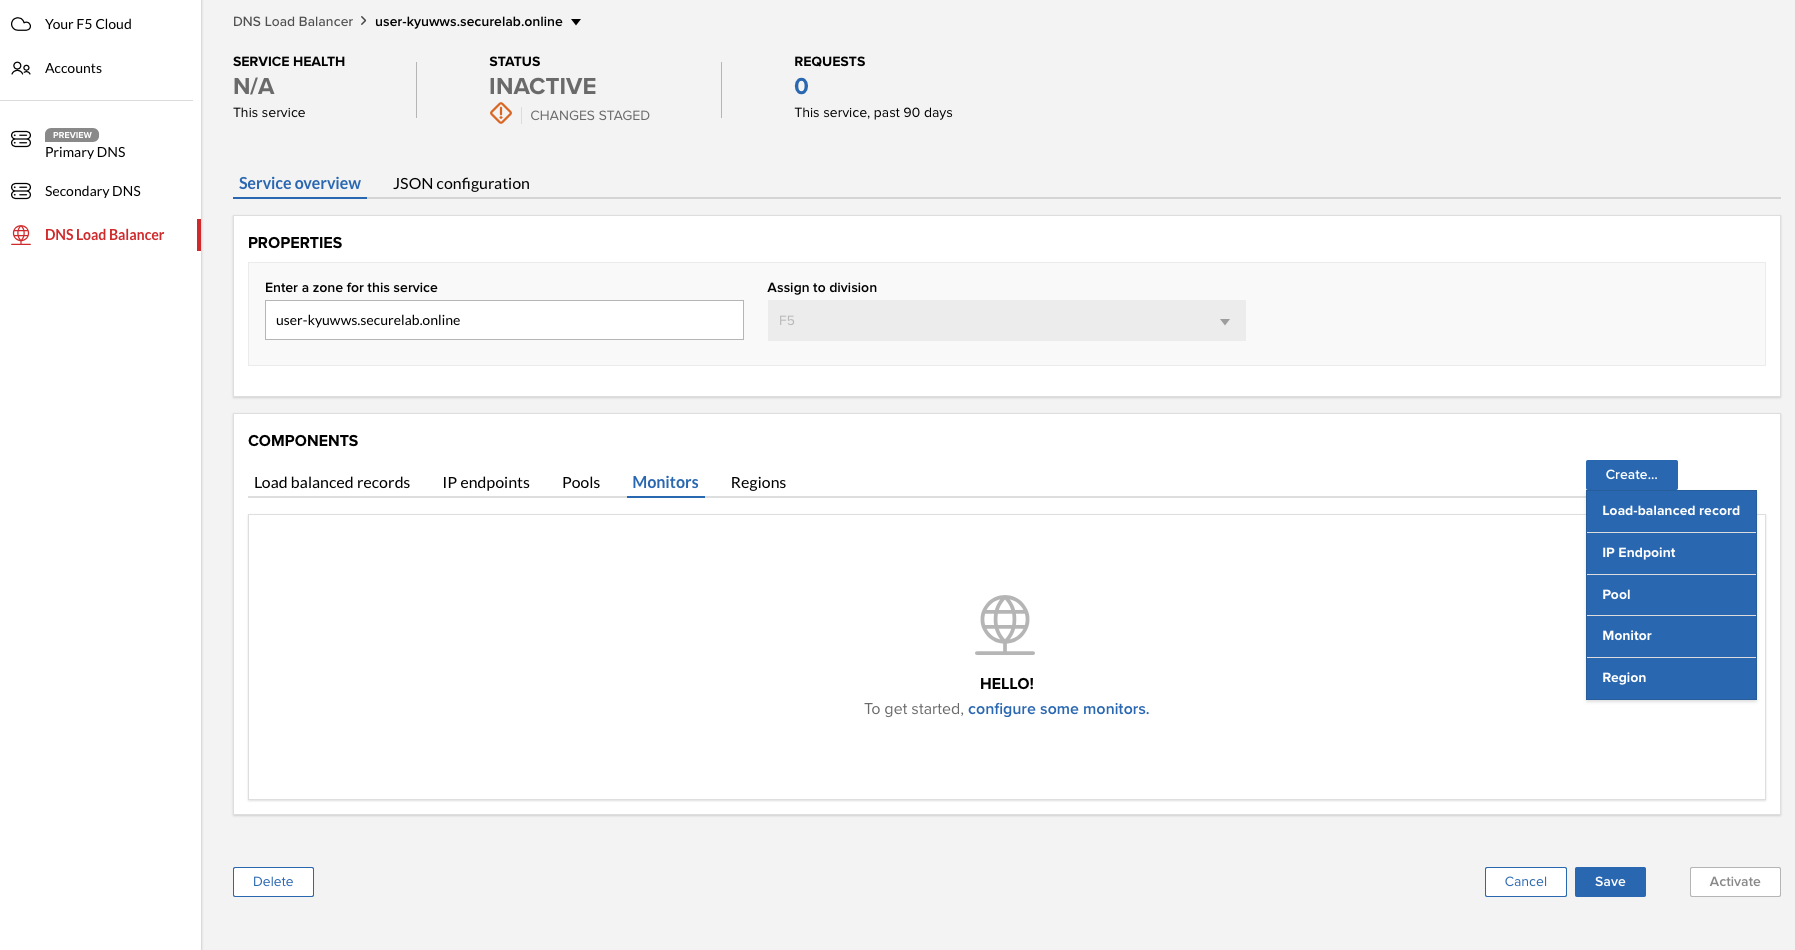 Your F5 Cloud
Accounts
PREVIEW
Primary DNS
Secondary DNS
DNS Load Balancer
DNS Load Balancer > user-kyuwws.securelab.online
SERVICE HEALTH
N/A
This service
STATUS
INACTIVE
CHANGES STAGED
REQUESTS
0
This service, past 90 days
Service overview JSON configuration
PROPERTIES
Enter a zone for this service
user-kyuwws.securelab.online
Assign to division
F5
COMPONENTS
Load balanced records IP endpoints Pools Monitors Regions
Create...
Load-balanced record
IP Endpoint
Pool
Monitor
Region
HELLO!
To get started, configure some monitors.
Delete Cancel Save Activate